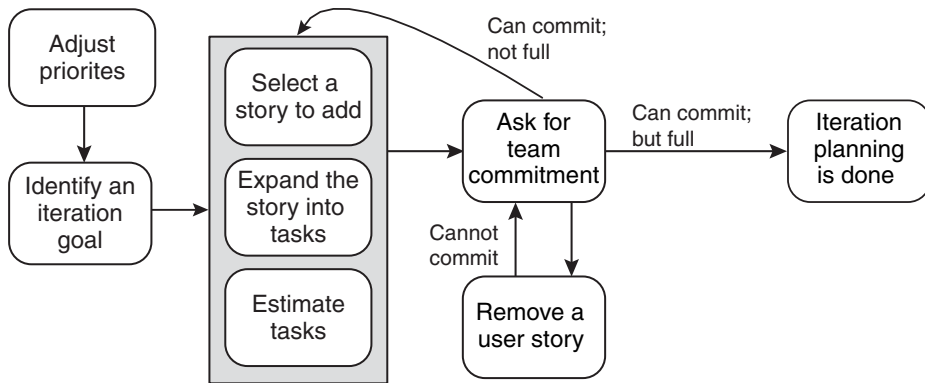 Adjust
priorites
Identify an
iteration
goal
Select a
story to add
Expand the
story into
tasks
Estimate
tasks
Can commit;
not full
Ask for
team
commitment
Can commit;
but full
Iteration
planning
is done
Cannot
commit
Remove a
user story